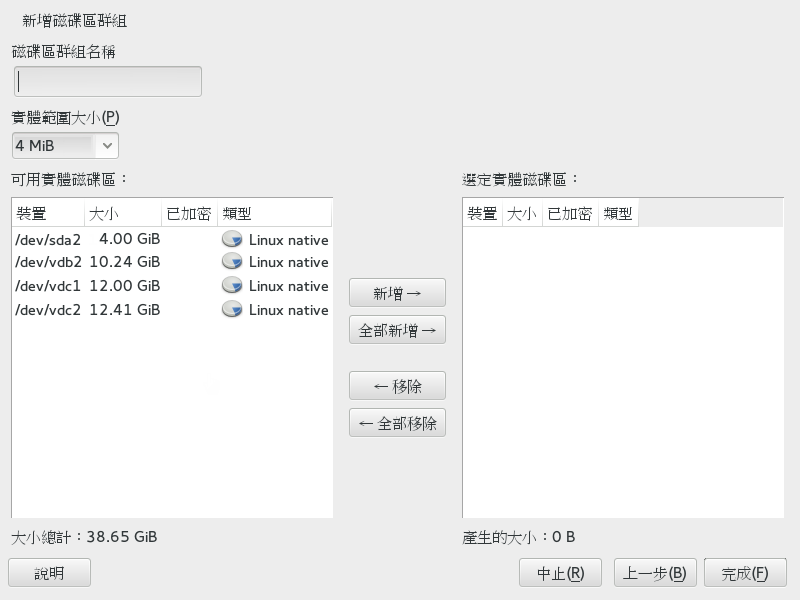 新增磁碟區群組
磁碟區群組名稱
實體範圍大小(P)
4 MiB
可用實體磁碟區：
裝置 大小 已加密 類型
/dev/sda2 4.00 GiB Linux native
/dev/vdb2 10.24 GiB Linux native
/dev/vdc1 12.00 GiB Linux native
/dev/vdc2 12.41 GiB Linux native
大小總計：38.65 GiB
新增→
全部新增→
←移除
←全部移除
選定實體磁碟區：
裝置 大小 已加密 類型
產生的大小：0 B
說明
中止(R)
上一步(B)
完成(F)